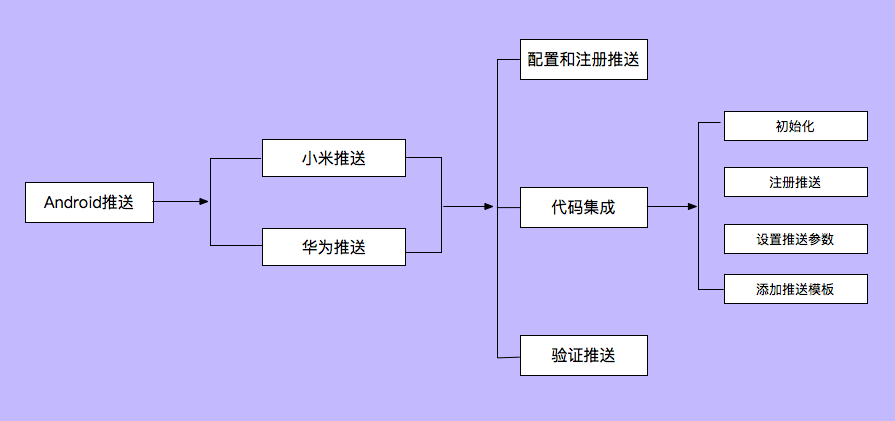 Android推送
小米推送
华为推送
配置和注册推送
代码集成
验证推送
初始化
注册推送
设置推送参数
添加推送模板